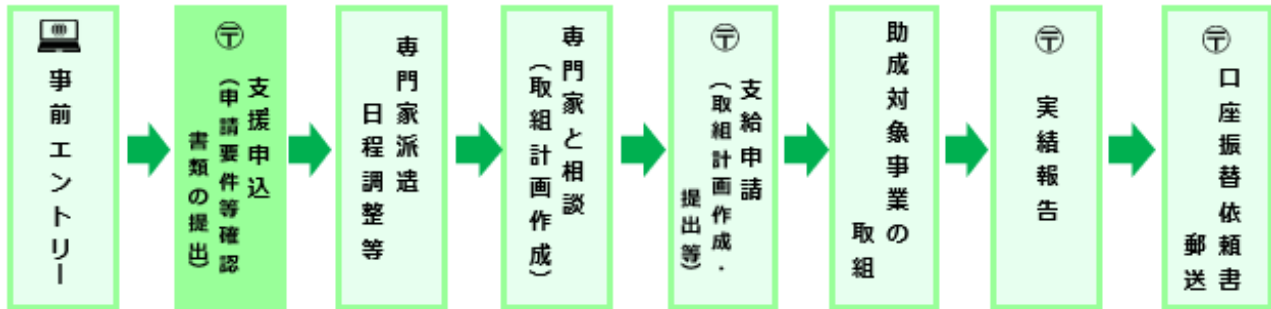 事前エントリー
〒
支援申込
(申請要件等確認
書類の提出)
専門家派遣
日程調整等
専門家と相談
(取組計画作成)
〒
支給申請
(取組計画作成・
提出等)
助成対象事業の
取組
〒
実績報告
〒
口座振替依頼書
郵送